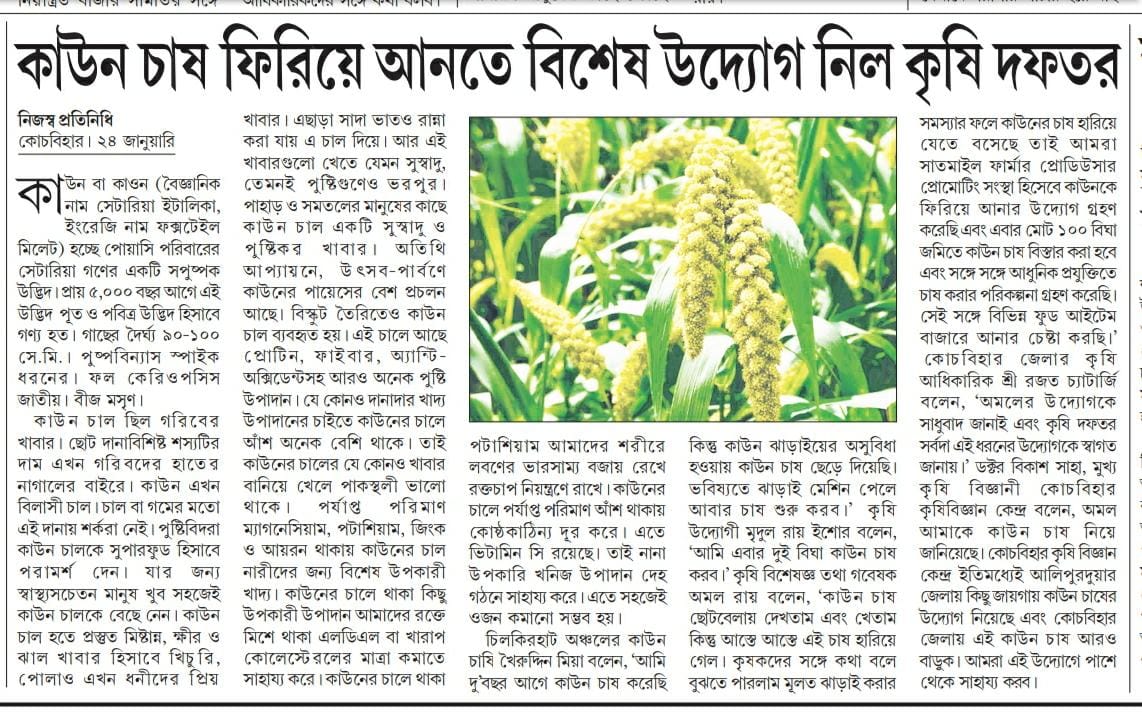 কাউন চাষ ফিরিয়ে আনতে বিশেষ উদ্যোগ নিল কৃষি দফতর
নিজস্ব প্রতিনিধি
কোচবিহার। ২৪ জানুয়ারি
কাউন বা কাওন (বৈজ্ঞানিক
নাম সেটারিয়া ইটালিকা,
ইংরেজি নাম ফক্সটেইল
মিলেট) হচ্ছে পোয়াসি পরিবারের
সেটারিয়া গণের একটি সপুষ্পক
উদ্ভিদ। প্রায় ৫,০০০ বছর আগে এই
উদ্ভিদ পূত ও পবিত্র উদ্ভিদ হিসাবে
গণ্য হত। গাছের দৈর্ঘ্য ৯০-১০০
সে.মি.। পুষ্পবিন্যাস স্পাইক
ধরনের। ফল কেরিওপসিস
জাতীয়। বীজ মসৃণ।
কাউন চাল ছিল গরিবের
খাবার। ছোট দানাবিশিষ্ট শস্যটির
দাম এখন গরিবদের হাতের
নাগালের বাইরে। কাউন এখন
বিলাসী চাল। চাল বা গমের মতো
এই দানায় শর্করা নেই। পুষ্টিবিদরা
কাউন চালকে সুপারফুড হিসাবে
পরামর্শ দেন। যার জন্য
স্বাস্থ্যসচেতন মানুষ খুব সহজেই
কাউন চালকে বেছে নেন। কাউন
চাল হতে প্রস্তুত মিষ্টান্ন, ক্ষীর ও
ঝাল খাবার হিসাবে খিচুরি,
পোলাও এখন ধনীদের প্রিয়
খাবার। এছাড়া সাদা ভাতও রান্না
করা যায় এ চাল দিয়ে। আর এই
খাবারগুলো খেতে যেমন সুস্বাদু,
তেমনই পুষ্টিগুণেও ভরপুর।
পাহাড় ও সমতলের মানুষের কাছে
কাউন চাল একটি সুস্বাদু ও
পুষ্টিকর খাবার। অতিথি
আপ্যায়নে, উৎসব-পার্বণে
কাউনের পায়েসের বেশ প্রচলন
আছে। বিস্কুট তৈরিতেও কাউন
চাল ব্যবহৃত হয়। এই চালে আছে
প্রোটিন, ফাইবার, অ্যান্টি-
অক্সিডেন্টসহ আরও অনেক পুষ্টি
উপাদান। যে কোনও দানাদার খাদ্য
উপাদানের চাইতে কাউনের চালে
আঁশ অনেক বেশি থাকে। তাই
কাউনের চালের যে কোনও খাবার
বানিয়ে খেলে পাকস্থলী ভালো
থাকে। পর্যাপ্ত পরিমাণ
ম্যাগনেসিয়াম, পটাশিয়াম, জিংক
ও আয়রন থাকায় কাউনের চাল
নারীদের জন্য বিশেষ উপকারী
খাদ্য। কাউনের চালে থাকা কিছু
উপকারী উপাদান আমাদের রক্তে
মিশে থাকা এলডিএল বা খারাপ
কোলেস্টেরলের মাত্রা কমাতে
সাহায্য করে। কাউনের চালে থাকা
পটাশিয়াম আমাদের শরীরে
লবণের ভারসাম্য বজায় রেখে
রক্তচাপ নিয়ন্ত্রণে রাখে। কাউনের
চালে পর্যাপ্ত পরিমাণ আঁশ থাকায়
কোষ্ঠকাঠিন্য দূর করে। এতে
ভিটামিন সি রয়েছে। তাই নানা
উপকারি খনিজ উপাদান দেহ
গঠনে সাহায্য করে। এতে সহজেই
ওজন কমানো সম্ভব হয়।
চিলকিরহাট অঞ্চলের কাউন
চাষি খৈরুদ্দিন মিয়া বলেন, ‘আমি
দু’বছর আগে কাউন চাষ করেছি
কিন্তু কাউন ঝাড়াইয়ের অসুবিধা
হওয়ায় কাউন চাষ ছেড়ে দিয়েছি।
ভবিষ্যতে ঝাড়াই মেশিন পেলে
আবার চাষ শুরু করব।’ কৃষি
উদ্যোগী মৃদুল রায় ইশোর বলেন,
‘আমি এবার দুই বিঘা কাউন চাষ
করব।’ কৃষি বিশেষজ্ঞ তথা গবেষক
অমল রায় বলেন, ‘কাউন চাষ
ছোটবেলায় দেখতাম এবং খেতাম
কিন্তু আস্তে আস্তে এই চাষ হারিয়ে
গেল। কৃষকদের সঙ্গে কথা বলে
বুঝতে পারলাম মূলত ঝাড়াই করার
সমস্যার ফলে কাউনের চাষ হারিয়ে
যেতে বসেছে তাই আমরা
সাতমাইল ফার্মার প্রোডিউসার
প্রোমোটিং সংস্থা হিসেবে কাউনকে
ফিরিয়ে আনার উদ্যোগ গ্রহণ
করেছি এবং এবার মোট ১০০ বিঘা
জমিতে কাউন চাষ বিস্তার করা হবে
এবং সঙ্গে সঙ্গে আধুনিক প্রযুক্তিতে
চাষ করার পরিকল্পনা গ্রহণ করেছি।
সেই সঙ্গে বিভিন্ন ফুড আইটেম
বাজারে আনার চেষ্টা করছি।’
কোচবিহার জেলার কৃষি
আধিকারিক শ্রী রজত চ্যাটার্জি
বলেন, ‘অমলের উদ্যোগকে
সাধুবাদ জানাই এবং কৃষি দফতর
সর্বদা এই ধরনের উদ্যোগকে স্বাগত
জানায়।’ ডক্টর বিকাশ সাহা, মুখ্য
কৃষি বিজ্ঞানী কোচবিহার
কৃষিবিজ্ঞান কেন্দ্র বলেন, অমল
আমাকে কাউন চাষ নিয়ে
জানিয়েছে। কোচবিহার কৃষি বিজ্ঞান
কেন্দ্র ইতিমধ্যেই আলিপুরদুয়ার
জেলায় কিছু জায়গায় কাউন চাষের
উদ্যোগ নিয়েছে এবং কোচবিহার
জেলায় এই কাউন চাষ আরও
বাড়ুক। আমরা এই উদ্যোগে পাশে
থেকে সাহায্য করব।